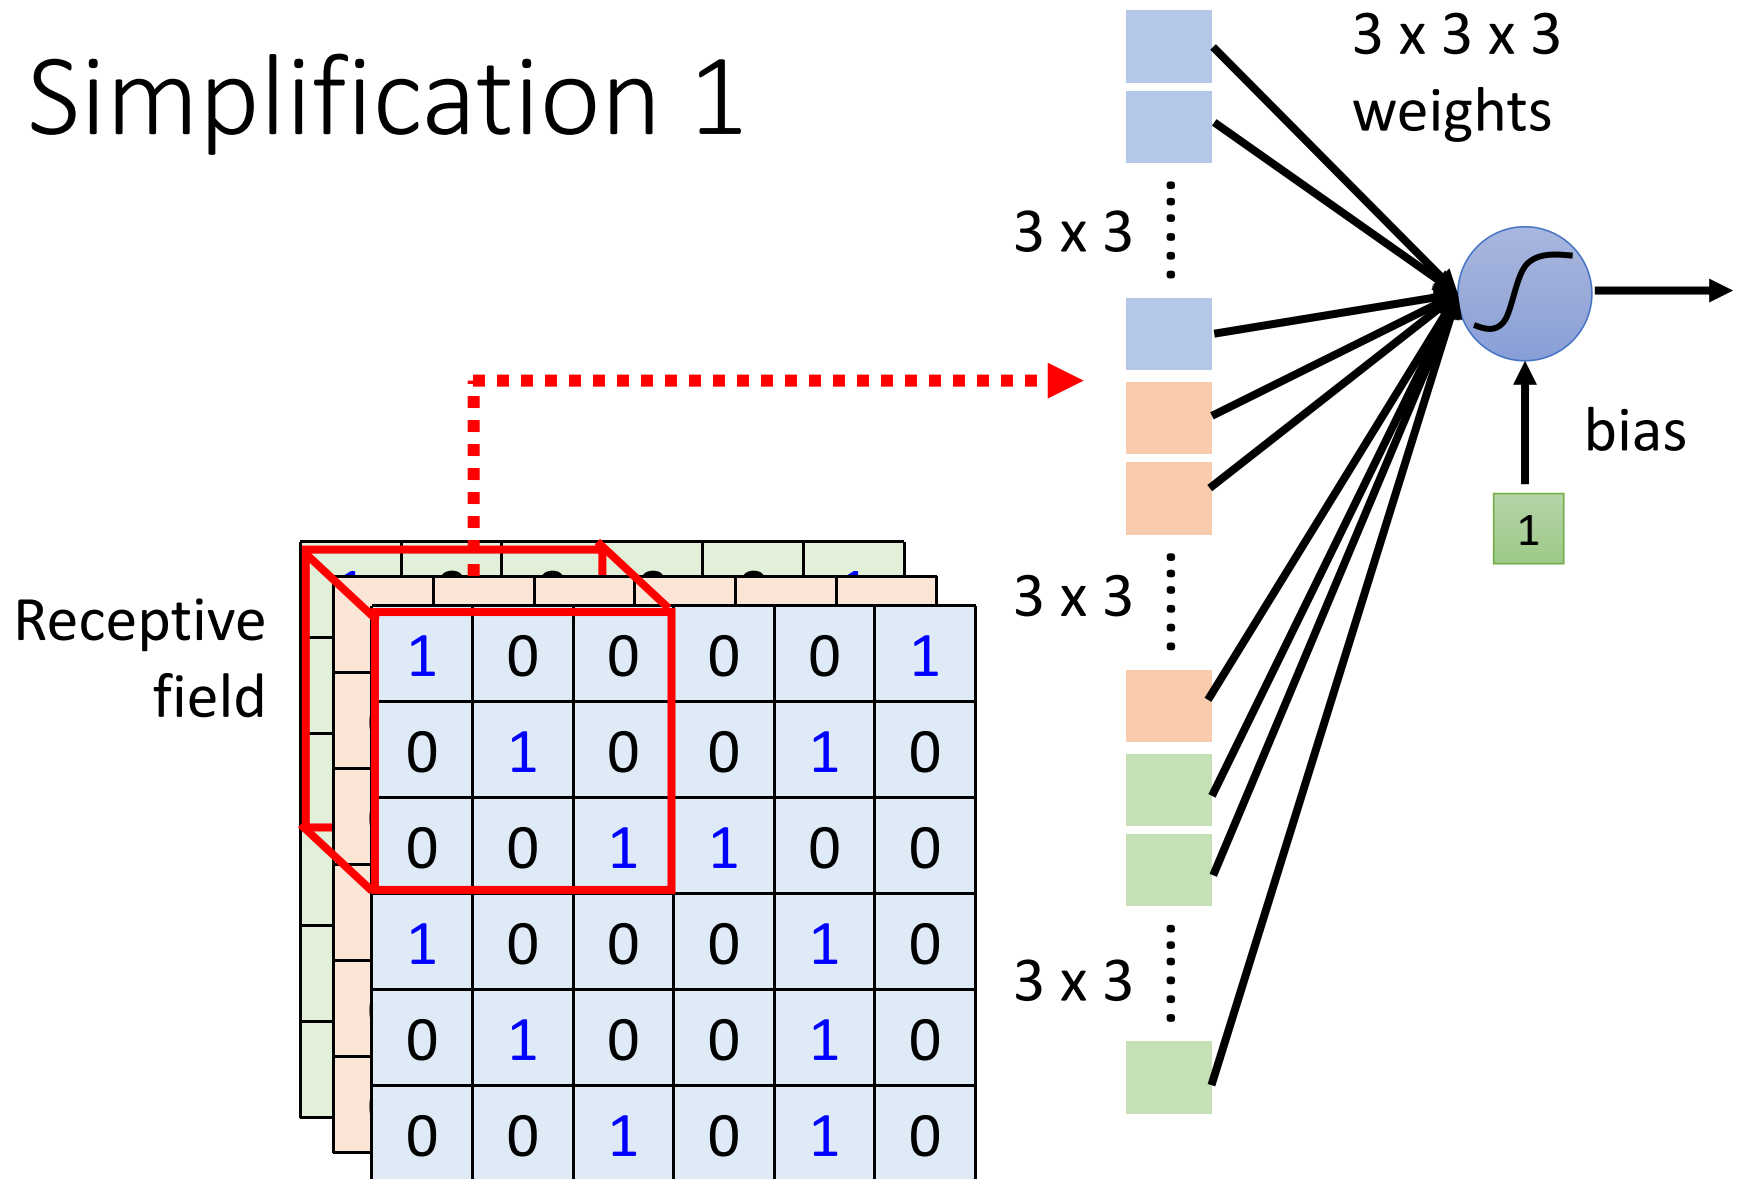 Simplification 1
3 x 3 x 3
weights
3 x 3
bias
1
3 x 3
Receptive
field
1 0 0 0 0 1
0 1 0 0 1 0
0 0 1 1 0 0
1 0 0 0 1 0
0 1 0 0 1 0
0 0 1 0 1 0
3 x 3